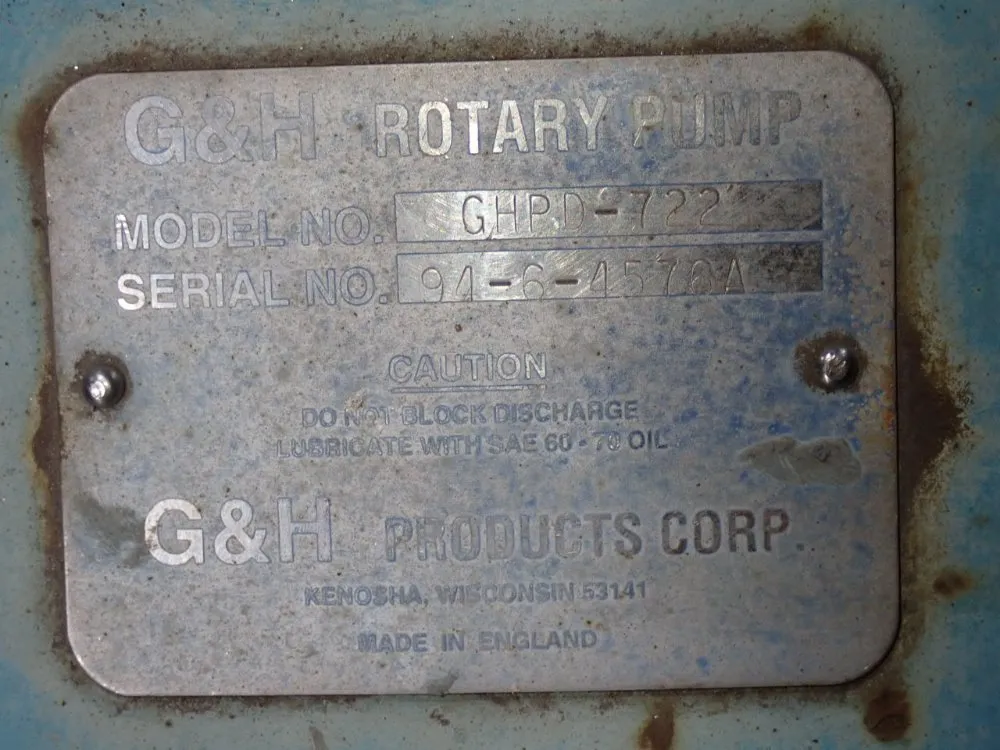 G&H ROTARY PUMP
MODEL NO. GHPD-722
SERIAL NO. 94-6-4576A
CAUTION
DO NOT BLOCK DISCHARGE
LUBRICATE WITH SAE 60 - 70 OIL
G&H PRODUCTS CORP.
KENOSHA, WISCONSIN 53141
MADE IN ENGLAND